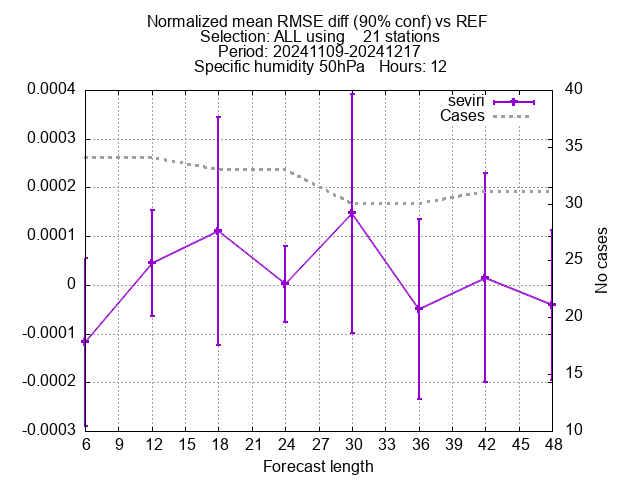 Normalized mean RMSE diff (90% conf) vs REF
Selection: ALL using    21 stations
Period: 20241109-20241217
Specific humidity 50hPa   Hours: 12
seviri
Cases
0.0004
0.0003
0.0002
0.0001
0
-0.0001
-0.0002
-0.0003
40
35
30
25
20
15
10
No cases
6 9 12 15 18 21 24 27 30 33 36 39 42 45 48
Forecast length